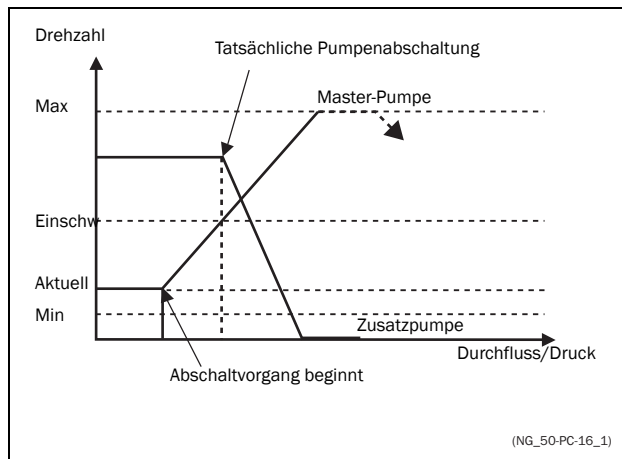 Drehzahl
Tatsächliche Pumpenabschaltung
Max
Master-Pumpe
Einschw
Aktuell
Min
Zusatzpumpe
Durchfluss/Druck
Abschaltvorgang beginnt
(NG_50-PC-16_1)